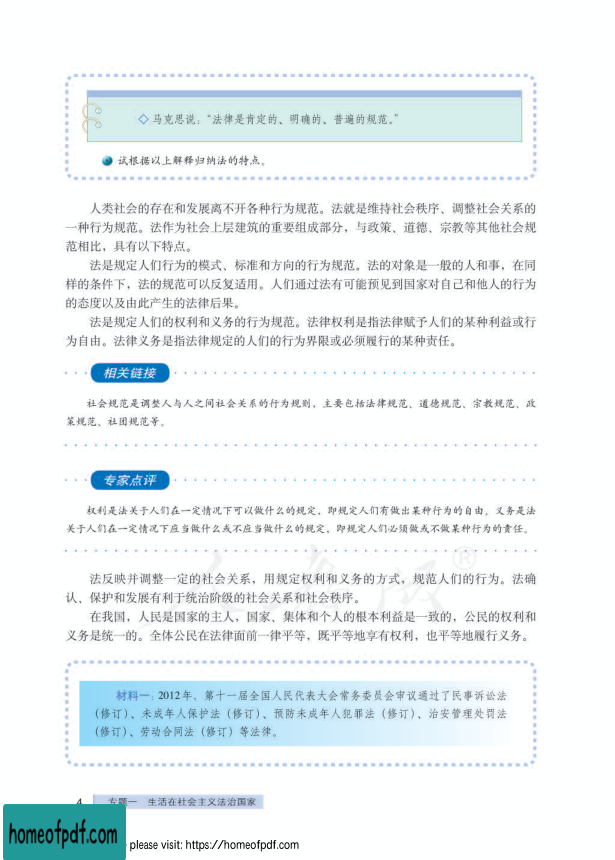 ◇ 马克思说：“法律是肯定的、明确的、普遍的规范。”
试根据以上解释归纳法的特点。
人类社会的存在和发展离不开各种行为规范。法就是维持社会秩序、调整社会关系的
一种行为规范。法作为社会上层建筑的重要组成部分，与政策、道德、宗教等其他社会规
范相比，具有以下特点。
法是规定人们行为的模式、标准和方向的行为规范。法的对象是一般的人和事，在同
样的条件下，法的规范可以反复适用。人们通过法有可能预见到国家对自己和他人的行为
的态度以及由此产生的法律后果。
法是规定人们的权利和义务的行为规范。法律权利是指法律赋予人们的某种利益或行
为自由。法律义务是指法律规定的人们的行为界限或必须履行的某种责任。
相关链接
社会规范是调整人与人之间社会关系的行为规则，主要包括法律规范、道德规范、宗教规范、政
策规范、社团规范等。
专家点评
权利是法关于人们在一定情况下可以做什么的规定，即规定人们有做出某种行为的自由。义务是法
关于人们在一定情况下应当做什么或不应当做什么的规定，即规定人们必须做或不做某种行为的责任。
法反映并调整一定的社会关系，用规定权利和义务的方式，规范人们的行为。法确
认、保护和发展有利于统治阶级的社会关系和社会秩序。
在我国，人民是国家的主人，国家、集体和个人的根本利益是一致的，公民的权利和
义务是统一的。全体公民在法律面前一律平等，既平等地享有权利，也平等地履行义务。
材料一：2012年，第十一届全国人民代表大会常务委员会审议通过了民事诉讼法
（修订）、未成年人保护法（修订）、预防未成年人犯罪法（修订）、治安管理处罚法
（修订）、劳动合同法（修订）等法律。
4 专题一 生活在社会主义法治国家
homeofpdf.com
please visit: https://homeofpdf.com